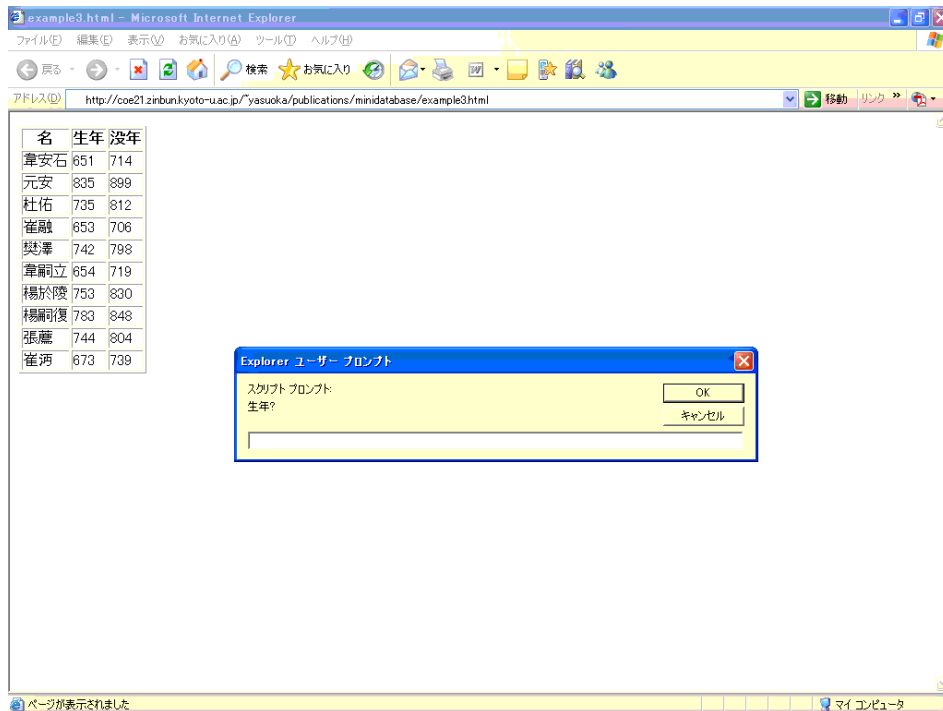 example3.html - Microsoft Internet Explorer
ファイル(F) 編集(E) 表示(V) お気に入り(A) ツール(T) ヘルプ(H)
戻る 検索 お気に入り
アドレス(D) http://coe21.zinbun.kyoto-u.ac.jp/~yasuoka/publications/minidatabase/example3.html 移動 リンク »
名 生年 没年
韋安石 651 714
元安 835 899
杜佑 735 812
崔融 653 706
樊澤 742 798
韋嗣立 654 719
楊於陵 753 830
楊嗣復 783 848
張薦 744 804
崔沔 673 739
Explorer ユーザー プロンプト
スクリプト プロンプト:
生年?
OK
キャンセル
ページが表示されました マイ コンピュータ